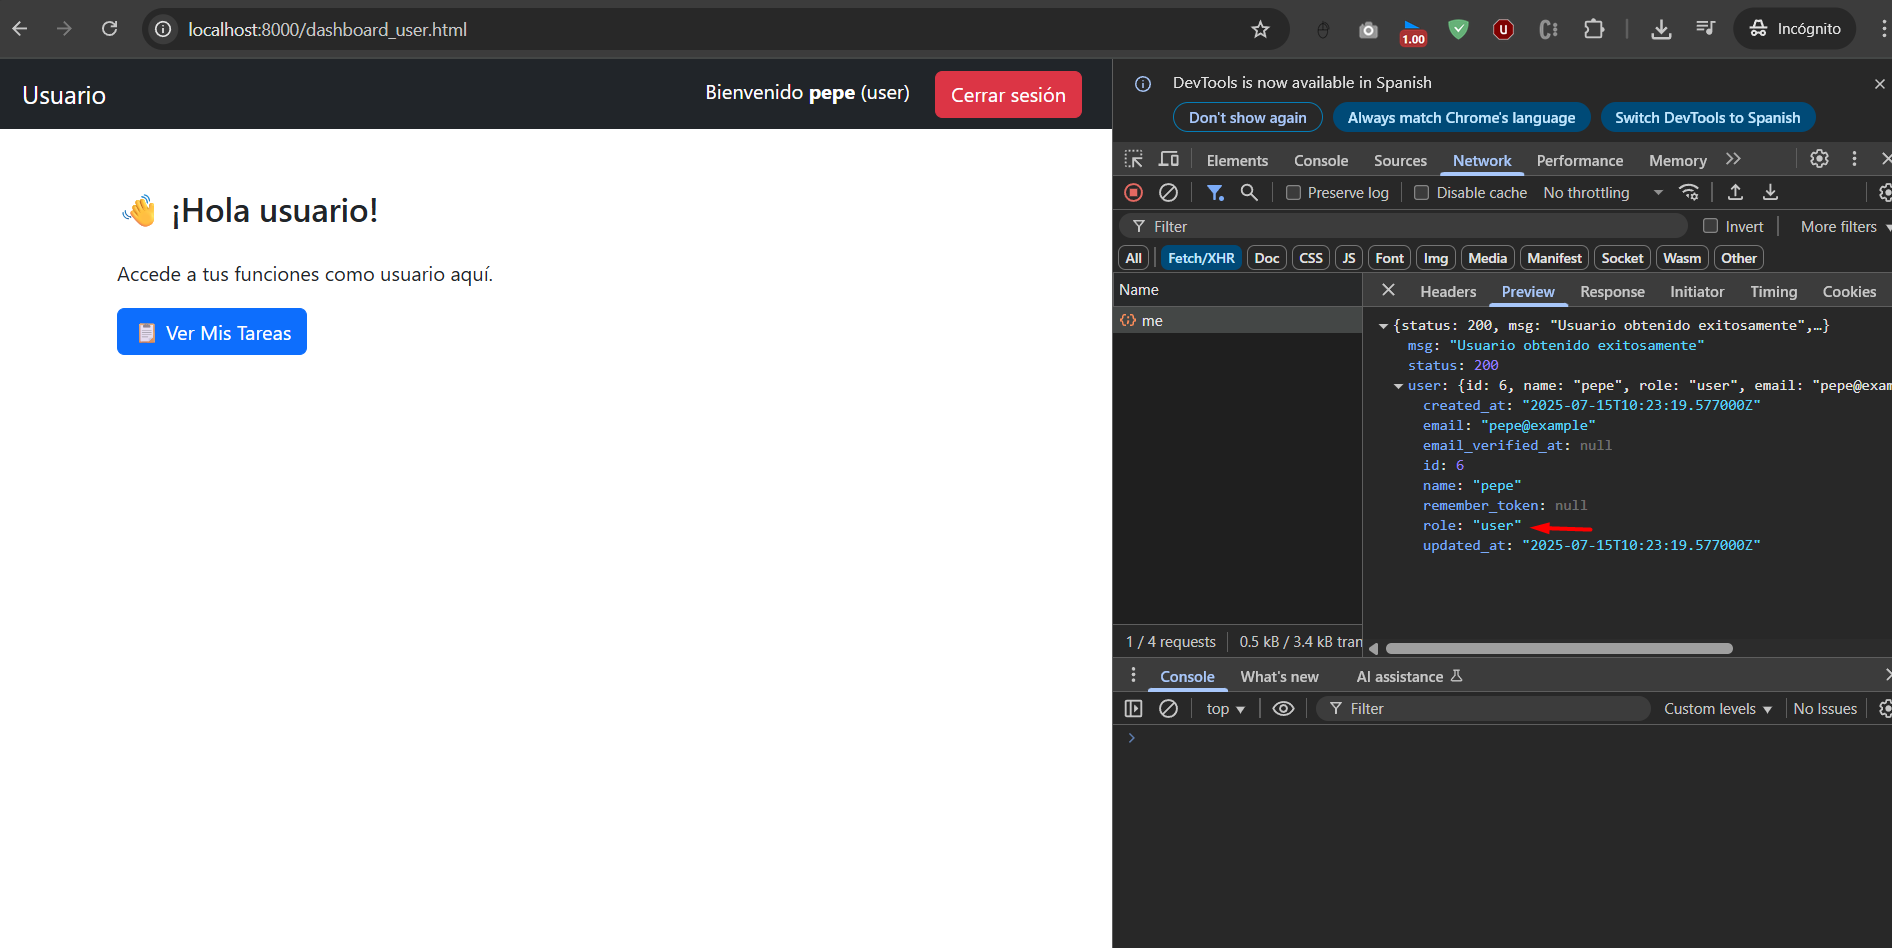 localhost:8000/dashboard_user.html
1.00
Incógnito
Usuario
Bienvenido pepe (user)
Cerrar sesión
👋 ¡Hola usuario!
Accede a tus funciones como usuario aquí.
📋 Ver Mis Tareas
DevTools is now available in Spanish
Don't show again
Always match Chrome's language
Switch DevTools to Spanish
Elements Console Sources Network Performance Memory
Preserve log Disable cache No throttling
Filter Invert More filters
All Fetch/XHR Doc CSS JS Font Img Media Manifest Socket Wasm Other
Name
me
Headers Preview Response Initiator Timing Cookies
{status: 200, msg: "Usuario obtenido exitosamente",…}
msg: "Usuario obtenido exitosamente"
status: 200
user: {id: 6, name: "pepe", role: "user", email: "pepe@exam
created_at: "2025-07-15T10:23:19.577000Z"
email: "pepe@example"
email_verified_at: null
id: 6
name: "pepe"
remember_token: null
role: "user"
updated_at: "2025-07-15T10:23:19.577000Z"
1 / 4 requests 0.5 kB / 3.4 kB tran
Console What's new AI assistance
top Filter Custom levels No Issues